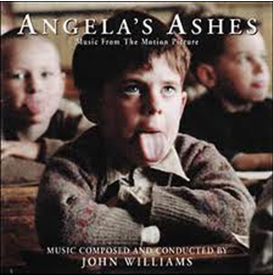 ANGELA'S ASHES
Music From The Motion Picture
MUSIC COMPOSED AND CONDUCTED BY
JOHN WILLIAMS